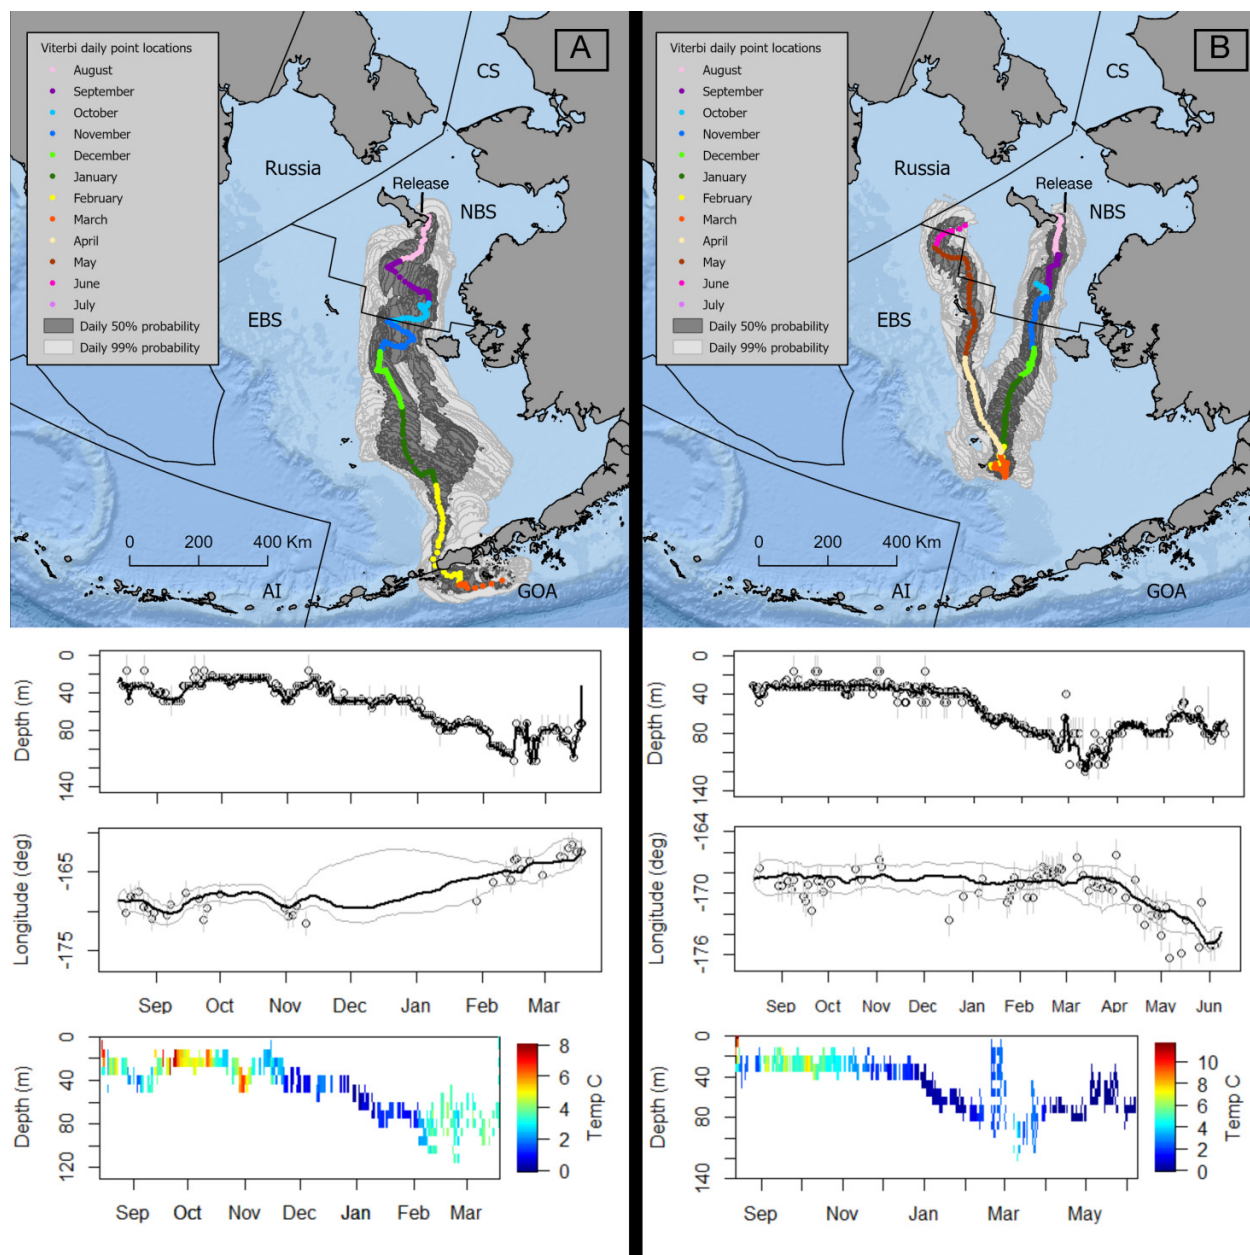 Viterbi daily point locations
August
September
October
November
December
January
February
March
April
May
June
July
Daily 50% probability
Daily 99% probability
A
CS
Russia
Release
NBS
EBS
0 200 400 Km
AI
GOA
Viterbi daily point locations
August
September
October
November
December
January
February
March
April
May
June
July
Daily 50% probability
Daily 99% probability
B
CS
Russia
Release
NBS
EBS
0 200 400 Km
AI
GOA
Depth (m)
0
40
80
140
Longitude (deg)
-165
-175
Sep Oct Nov Dec Jan Feb Mar
Depth (m)
0
40
80
120
Sep Oct Nov Dec Jan Feb Mar
8
6
4
2
0
Temp C
Depth (m)
0
40
80
140
Longitude (deg)
-164
-170
-176
Sep Oct Nov Dec Jan Feb Mar Apr May Jun
Depth (m)
0
40
80
140
Sep Nov Jan Mar May
10
8
6
4
2
0
Temp C